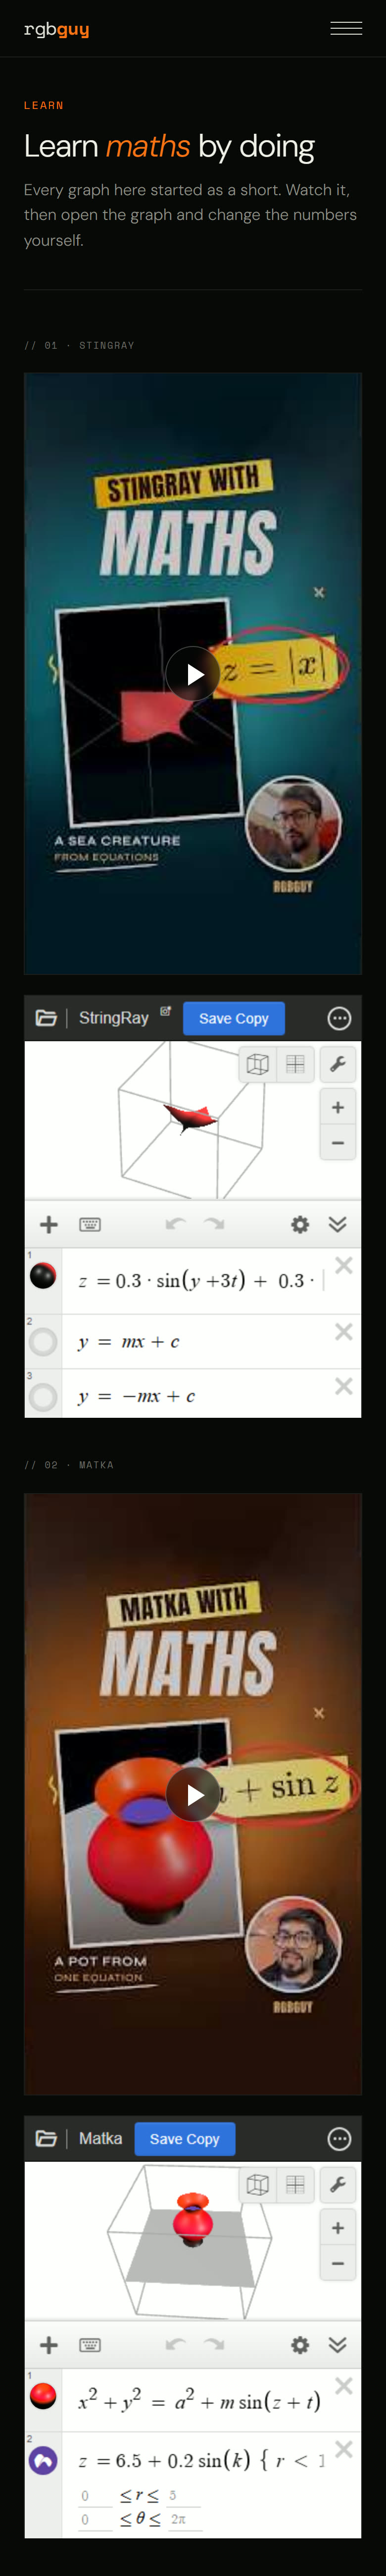 rgbguy
LEARN
Learn maths by doing
Every graph here started as a short. Watch it,
then open the graph and change the numbers
yourself.
// 01 · STINGRAY
STINGRAY WITH
MATHS
z = |x|
A SEA CREATURE
FROM EQUATIONS
RGBGUY
StringRay
Save Copy
1
z = 0.3 · sin(y +3t) + 0.3 ·
2
y = mx + c
3
y = −mx + c
// 02 · MATKA
MATKA WITH
MATHS
+ sin z
A POT FROM
ONE EQUATION
RGBGUY
Matka
Save Copy
1
x² + y² = a² + m sin(z + t)
2
z = 6.5 + 0.2 sin(k) { r <
0 ≤ r ≤ 5
0 ≤ θ ≤ 2π